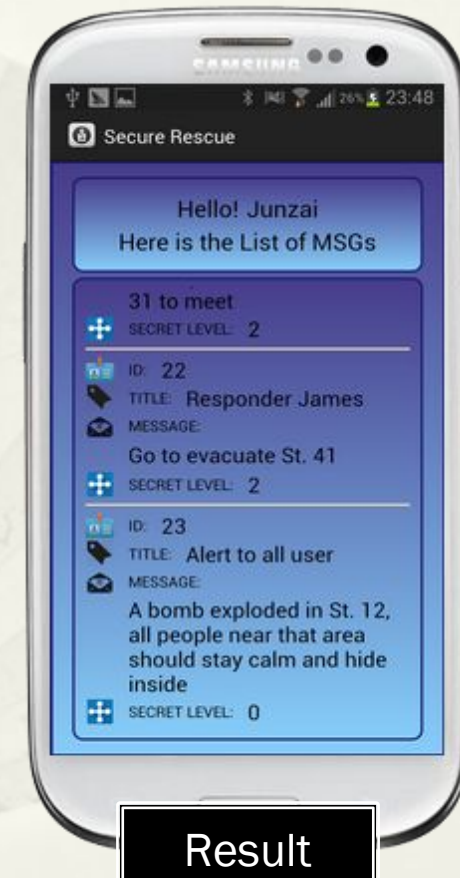 SAMSUNG
26% 23:48
Secure Rescue
Hello! Junzai
Here is the List of MSGs
31 to meet
SECRET LEVEL: 2
ID: 22
TITLE: Responder James
MESSAGE:
Go to evacuate St. 41
SECRET LEVEL: 2
ID: 23
TITLE: Alert to all user
MESSAGE:
A bomb exploded in St. 12,
all people near that area
should stay calm and hide
inside
SECRET LEVEL: 0
Result